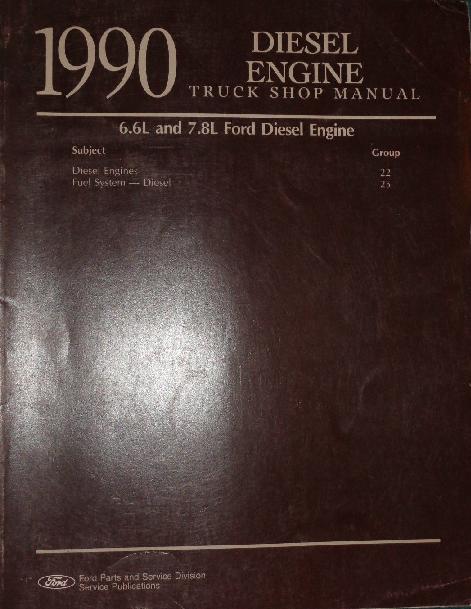 1990
DIESEL
ENGINE
TRUCK SHOP MANUAL
6.6L and 7.8L Ford Diesel Engine
Subject Group
Diesel Engines 22
Fuel System — Diesel 23
Ford
Ford Parts and Service Division
Service Publications